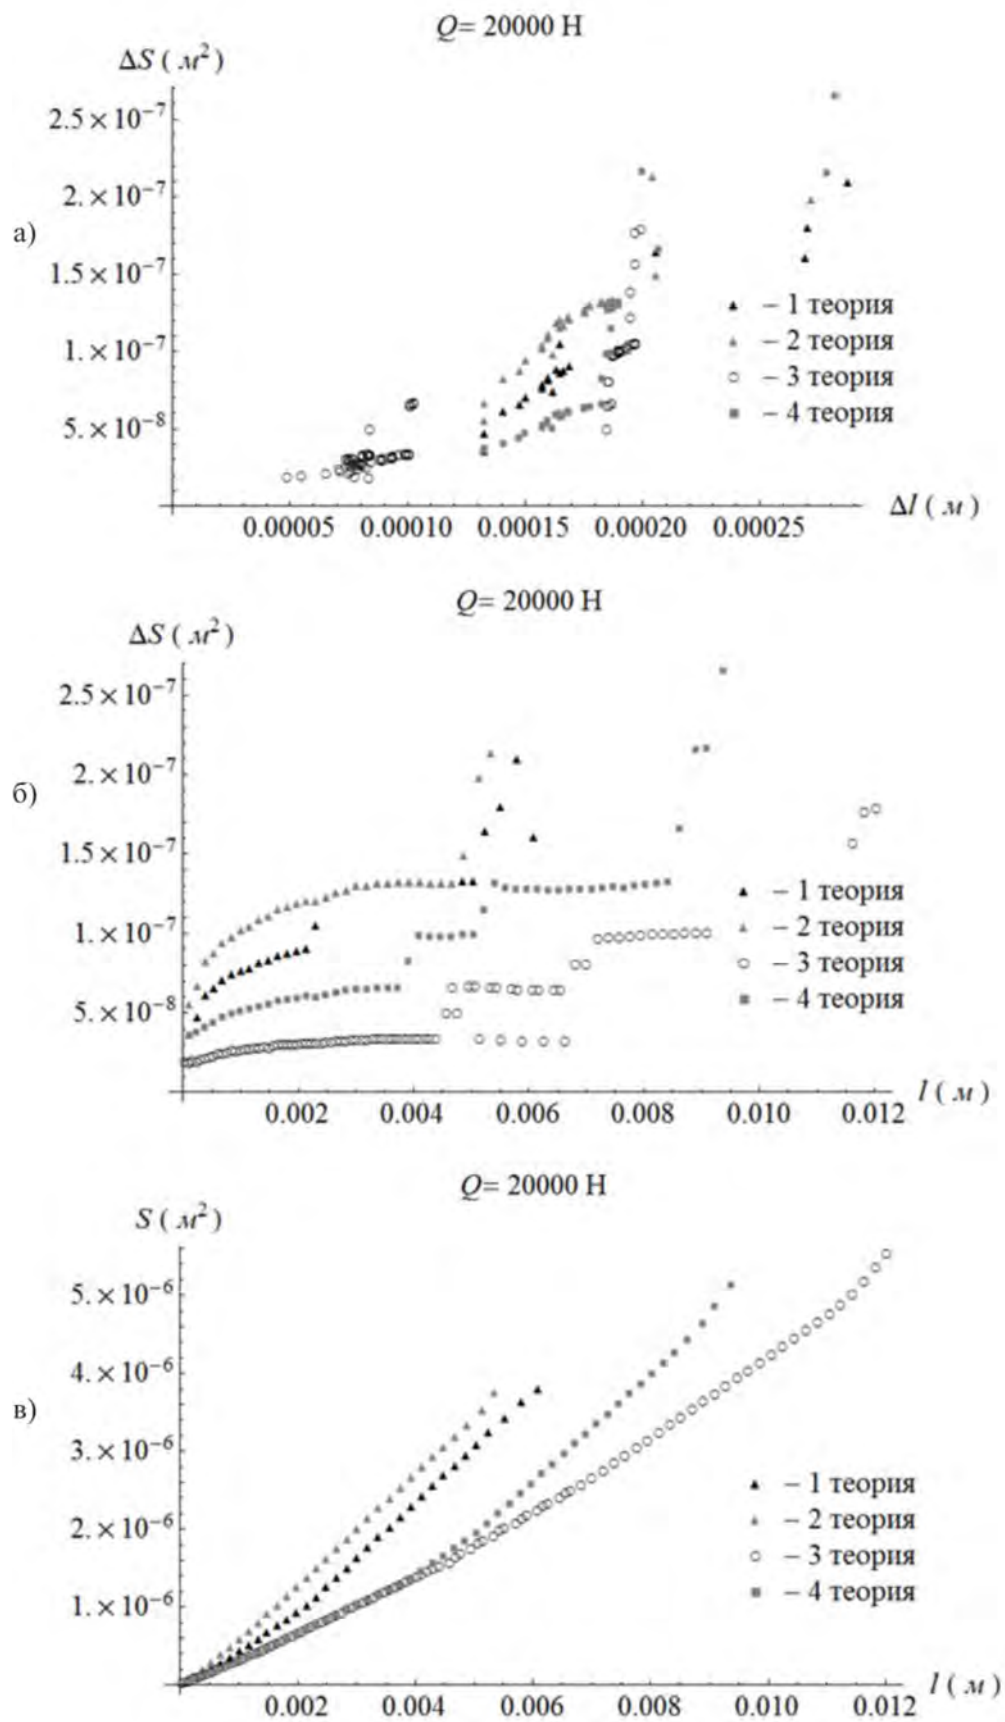 Q= 20000 Н
ΔS ( м²)
2.5×10⁻⁷
2.×10⁻⁷
а)
1.5×10⁻⁷
– 1 теория
– 2 теория
1.×10⁻⁷
– 3 теория
– 4 теория
5.×10⁻⁸
0.00005 0.00010 0.00015 0.00020 0.00025
Δl ( м )
Q= 20000 Н
ΔS ( м²)
2.5×10⁻⁷
2.×10⁻⁷
б)
1.5×10⁻⁷
– 1 теория
– 2 теория
1.×10⁻⁷
– 3 теория
– 4 теория
5.×10⁻⁸
0.002 0.004 0.006 0.008 0.010 0.012
l ( м )
Q= 20000 Н
S ( м²)
5.×10⁻⁶
4.×10⁻⁶
в)
3.×10⁻⁶
– 1 теория
2.×10⁻⁶
– 2 теория
– 3 теория
– 4 теория
1.×10⁻⁶
0.002 0.004 0.006 0.008 0.010 0.012
l ( м )